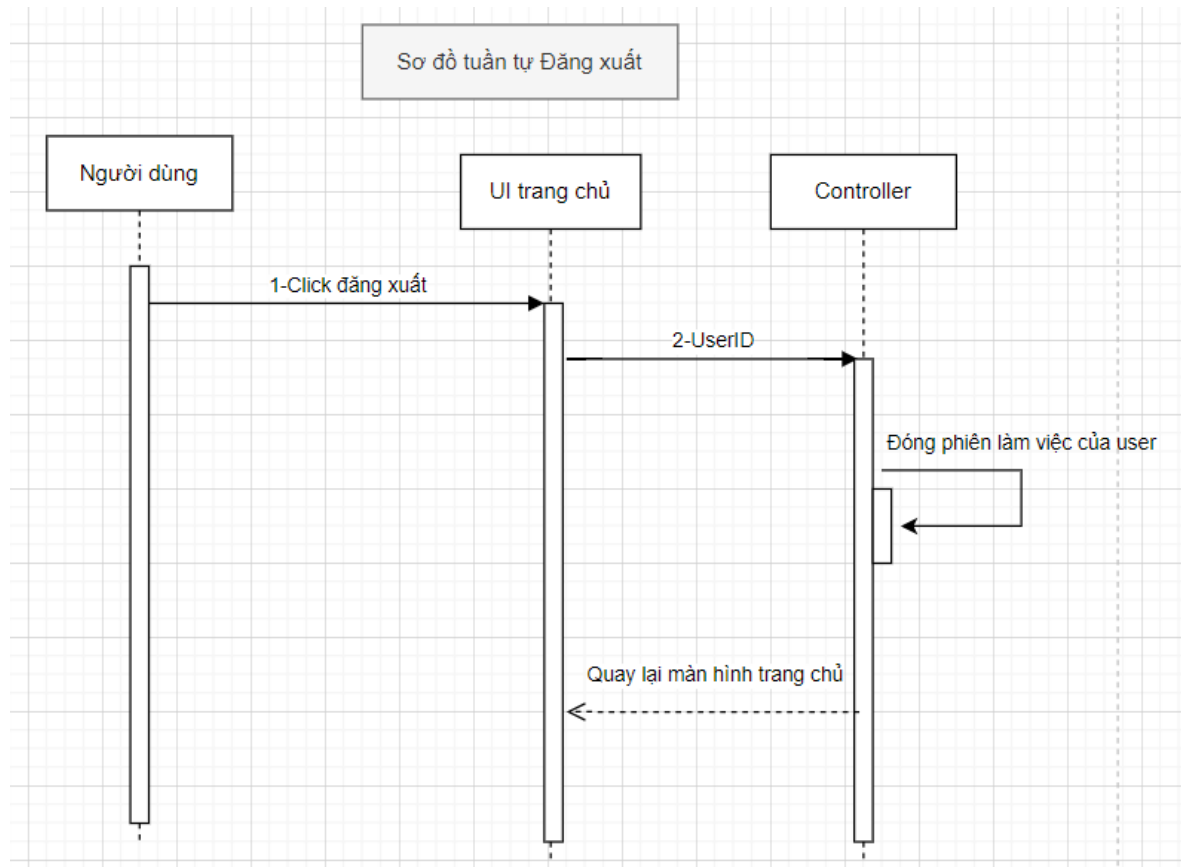 Sơ đồ tuần tự Đăng xuất
Người dùng
UI trang chủ
Controller
1-Click đăng xuất
2-UserID
Đóng phiên làm việc của user
Quay lại màn hình trang chủ